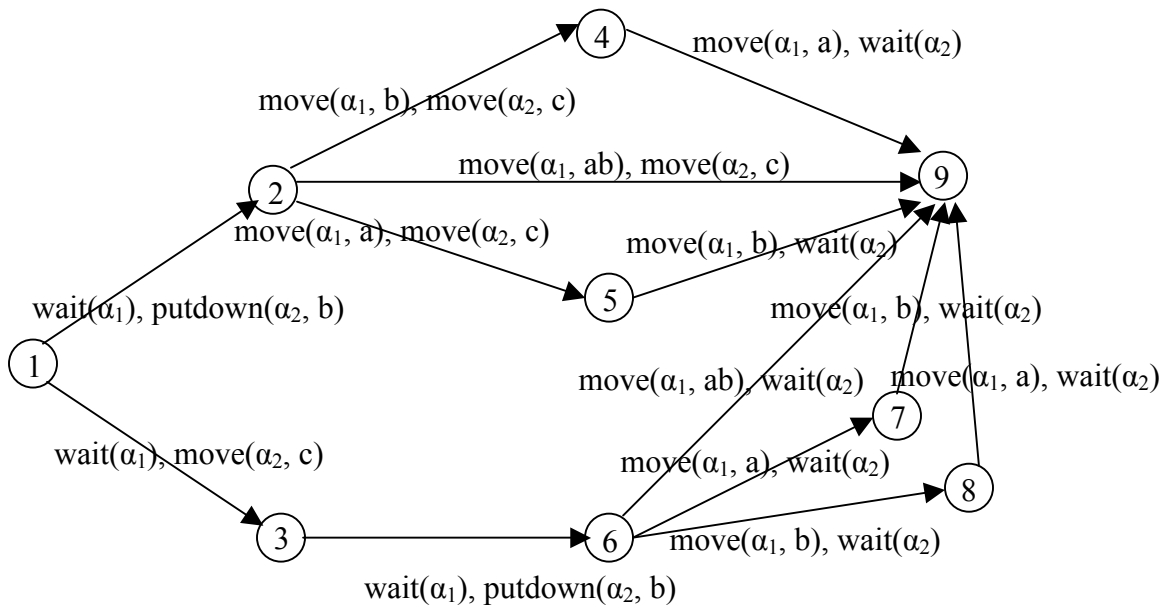 4
move(α₁, a), wait(α₂)
move(α₁, b), move(α₂, c)
move(α₁, ab), move(α₂, c)
9
2
move(α₁, a), move(α₂, c)
move(α₁, b), wait(α₂)
5
wait(α₁), putdown(α₂, b)
move(α₁, b), wait(α₂)
1
move(α₁, ab), wait(α₂)
move(α₁, a), wait(α₂)
7
wait(α₁), move(α₂, c)
move(α₁, a), wait(α₂)
8
3
6
move(α₁, b), wait(α₂)
wait(α₁), putdown(α₂, b)